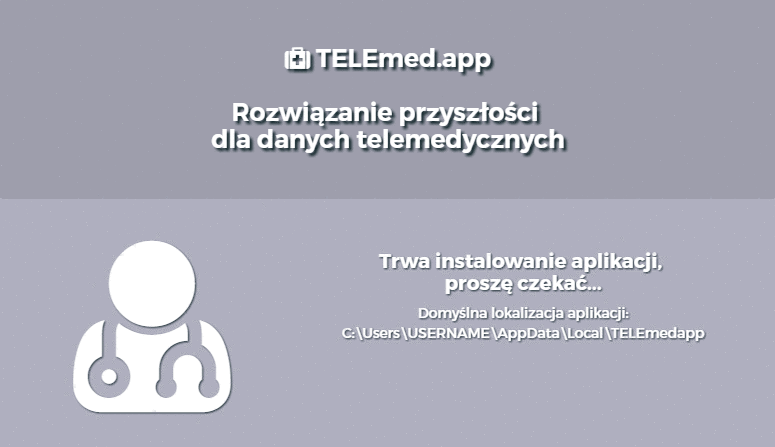 TELEmed.app
Rozwiązanie przyszłości
dla danych telemedycznych
Trwa instalowanie aplikacji,
proszę czekać...
Domyślna lokalizacja aplikacji:
C:\Users\USERNAME\AppData\Local\TELEmedapp